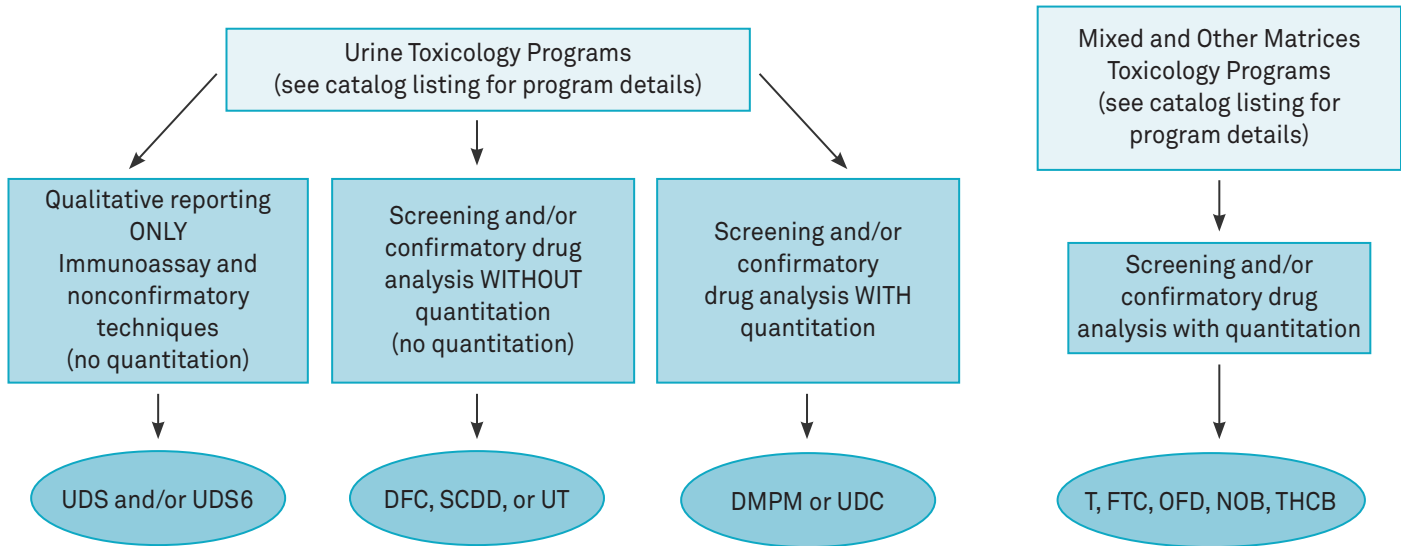 Urine Toxicology Programs
(see catalog listing for program details)
Mixed and Other Matrices
Toxicology Programs
(see catalog listing for
program details)
Qualitative reporting
ONLY
Immunoassay and
nonconfirmatory
techniques
(no quantitation)
Screening and/or
confirmatory drug
analysis WITHOUT
quantitation
(no quantitation)
Screening and/or
confirmatory
drug analysis WITH
quantitation
Screening and/or
confirmatory drug
analysis with quantitation
UDS and/or UDS6
DFC, SCDD, or UT
DMPM or UDC
T, FTC, OFD, NOB, THCB